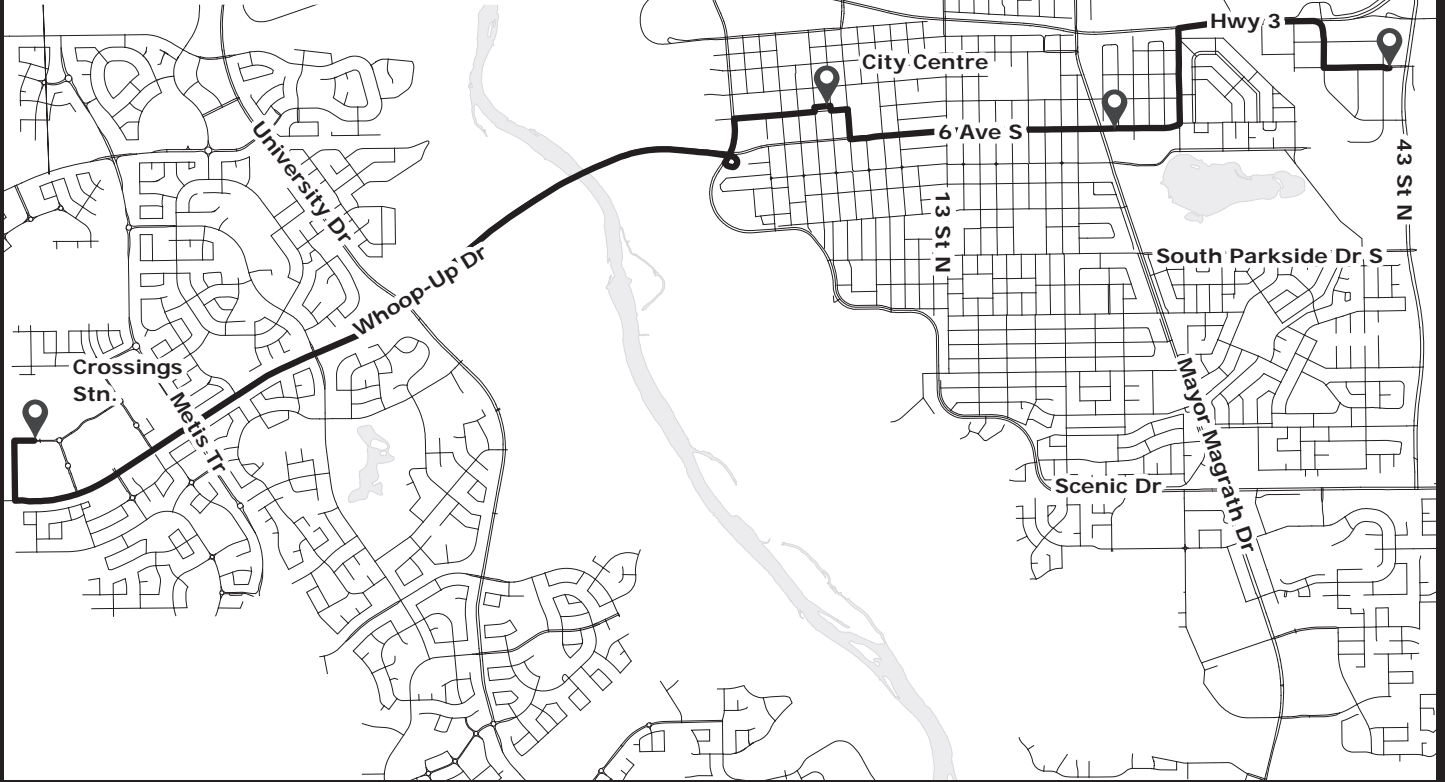 Hwy 3
City Centre
University Dr
6 Ave S
43 St N
13 St N
South Parkside Dr S
Whoop-Up Dr
Crossings
Stn.
Metis Tr
Mayor Magrath Dr
Scenic Dr